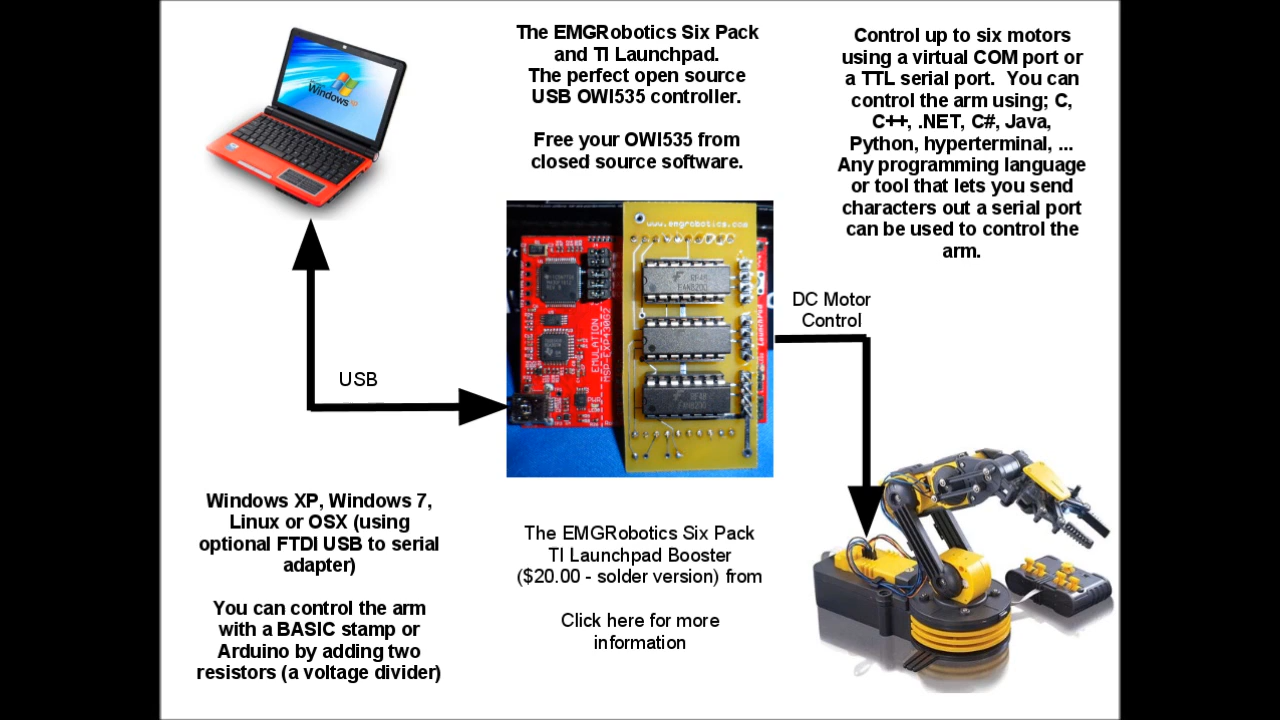 The EMGRobotics Six Pack
and TI Launchpad.
The perfect open source
USB OWI535 controller.
Free your OWI535 from
closed source software.
Control up to six motors
using a virtual COM port or
a TTL serial port. You can
control the arm using; C,
C++, .NET, C#, Java,
Python, hyperterminal, ...
Any programming language
or tool that lets you send
characters out a serial port
can be used to control the
arm.
Windows xp
www.emgrobotics.com
EMULATION
MSP-EXP430G2
DC Motor
Control
USB
Windows XP, Windows 7,
Linux or OSX (using
optional FTDI USB to serial
adapter)
You can control the arm
with a BASIC stamp or
Arduino by adding two
resistors (a voltage divider)
The EMGRobotics Six Pack
TI Launchpad Booster
($20.00 - solder version) from
Click here for more
information